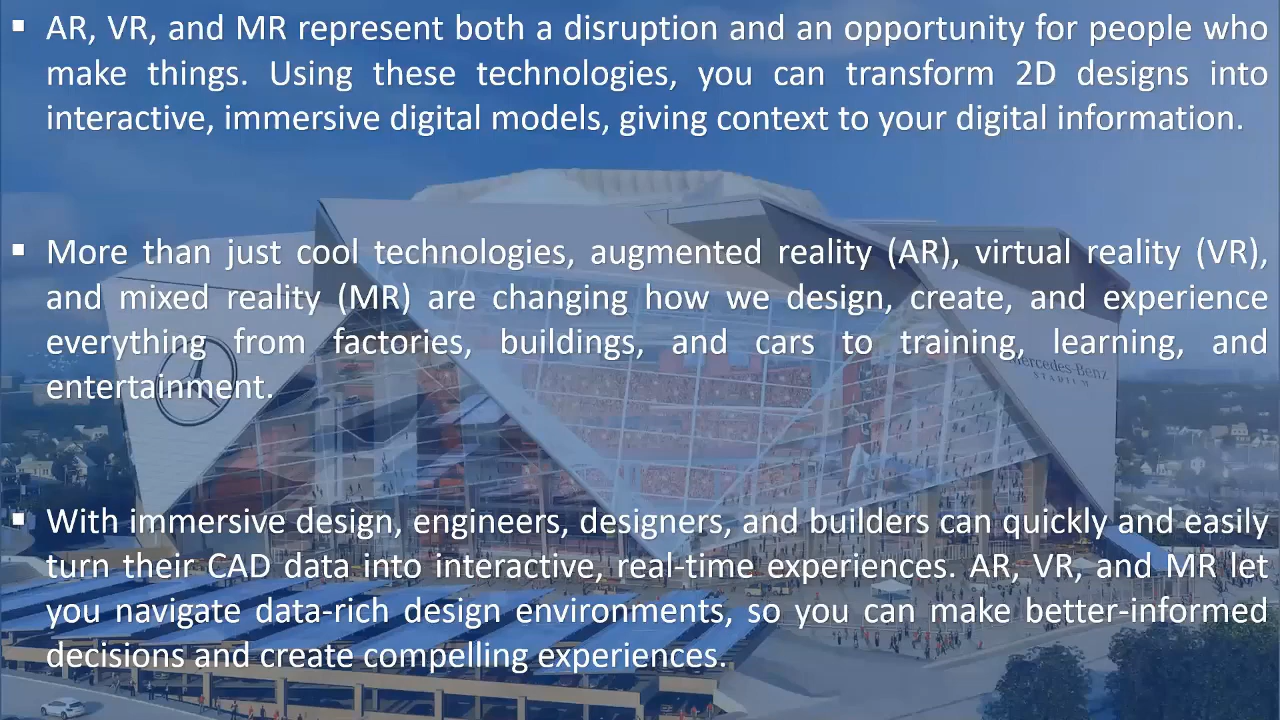 ▪ AR, VR, and MR represent both a disruption and an opportunity for people who
make things. Using these technologies, you can transform 2D designs into
interactive, immersive digital models, giving context to your digital information.
▪ More than just cool technologies, augmented reality (AR), virtual reality (VR),
and mixed reality (MR) are changing how we design, create, and experience
everything from factories, buildings, and cars to training, learning, and
entertainment.
Mercedes-Benz
STADIUM
▪ With immersive design, engineers, designers, and builders can quickly and easily
turn their CAD data into interactive, real-time experiences. AR, VR, and MR let
you navigate data-rich design environments, so you can make better-informed
decisions and create compelling experiences.